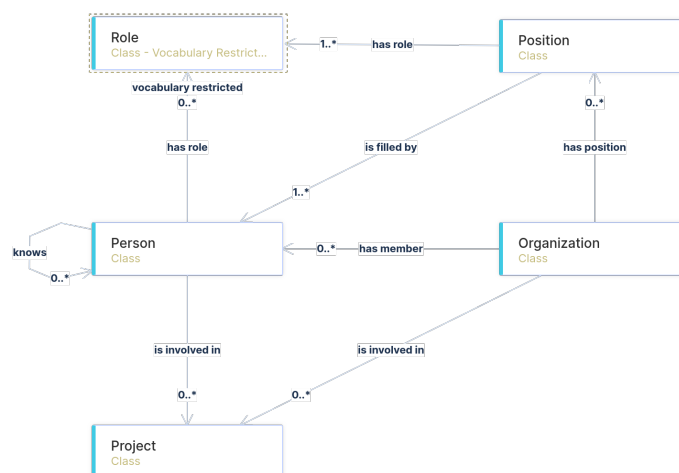 Role
Class - Vocabulary Restrict...
Position
Class
1..*
has role
vocabulary restricted
0..*
0..*
has role
is filled by
has position
1..*
Person
Class
Organization
Class
knows
0..*
has member
0..*
is involved in
is involved in
0..*
0..*
Project
Class